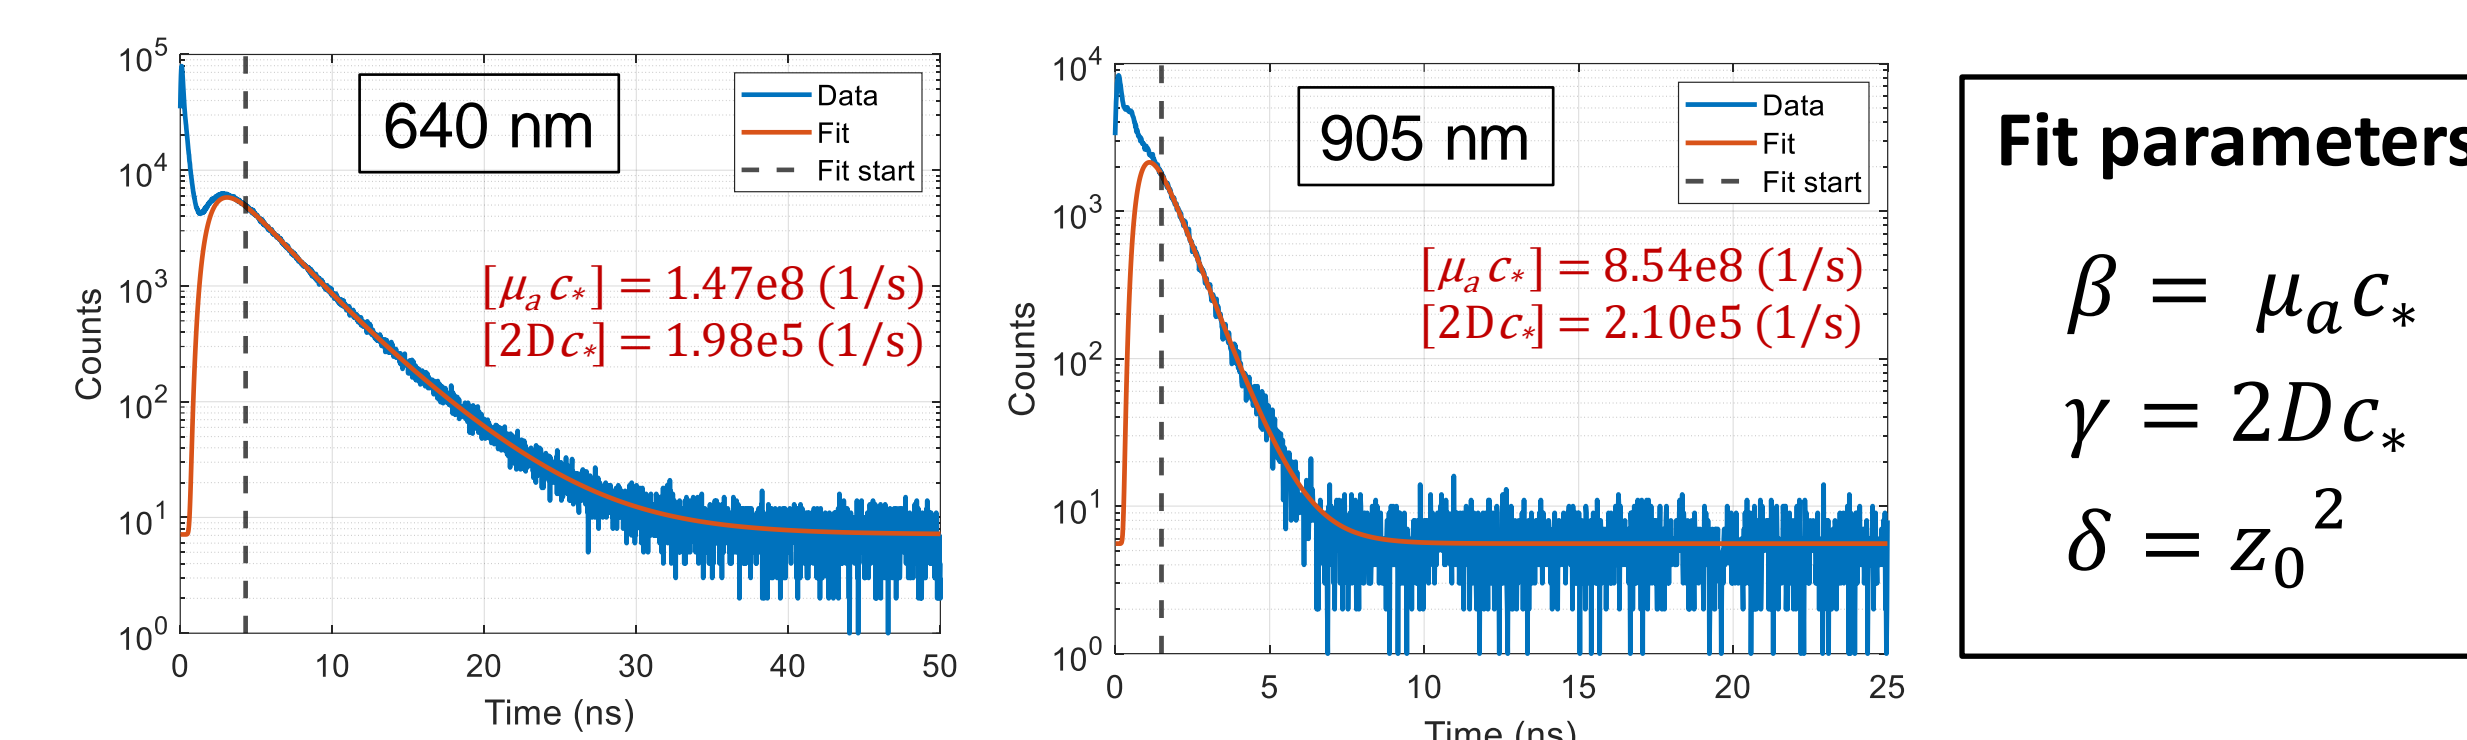 10^5
10^4
10^3
10^2
10^1
10^0
Counts
640 nm
Data
Fit
Fit start
[μ_a c_*] = 1.47e8 (1/s)
[2Dc_*] = 1.98e5 (1/s)
0 10 20 30 40 50
Time (ns)
10^4
10^3
10^2
10^1
10^0
Counts
905 nm
Data
Fit
Fit start
[μ_a c_*] = 8.54e8 (1/s)
[2Dc_*] = 2.10e5 (1/s)
0 5 10 15 20 25
Time (ns)
Fit parameters
β = μ_a c_*
γ = 2Dc_*
δ = z_0^2